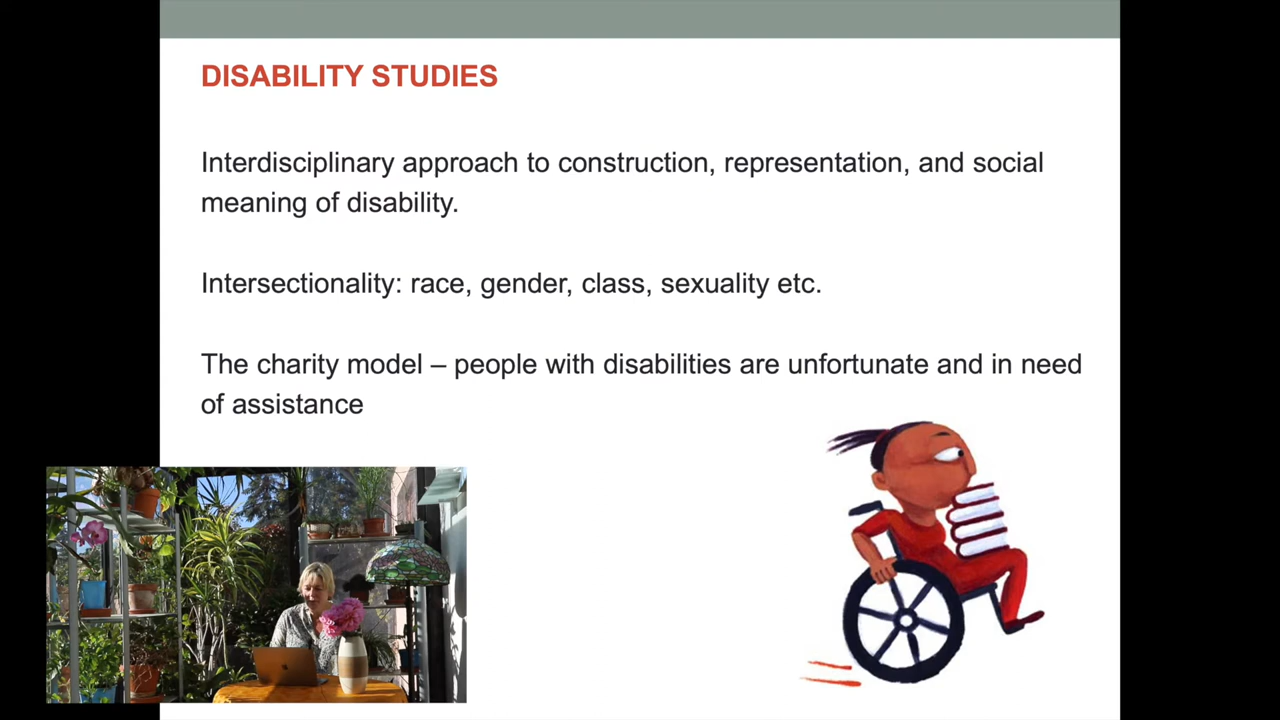 DISABILITY STUDIES
Interdisciplinary approach to construction, representation, and social
meaning of disability.
Intersectionality: race, gender, class, sexuality etc.
The charity model – people with disabilities are unfortunate and in need
of assistance